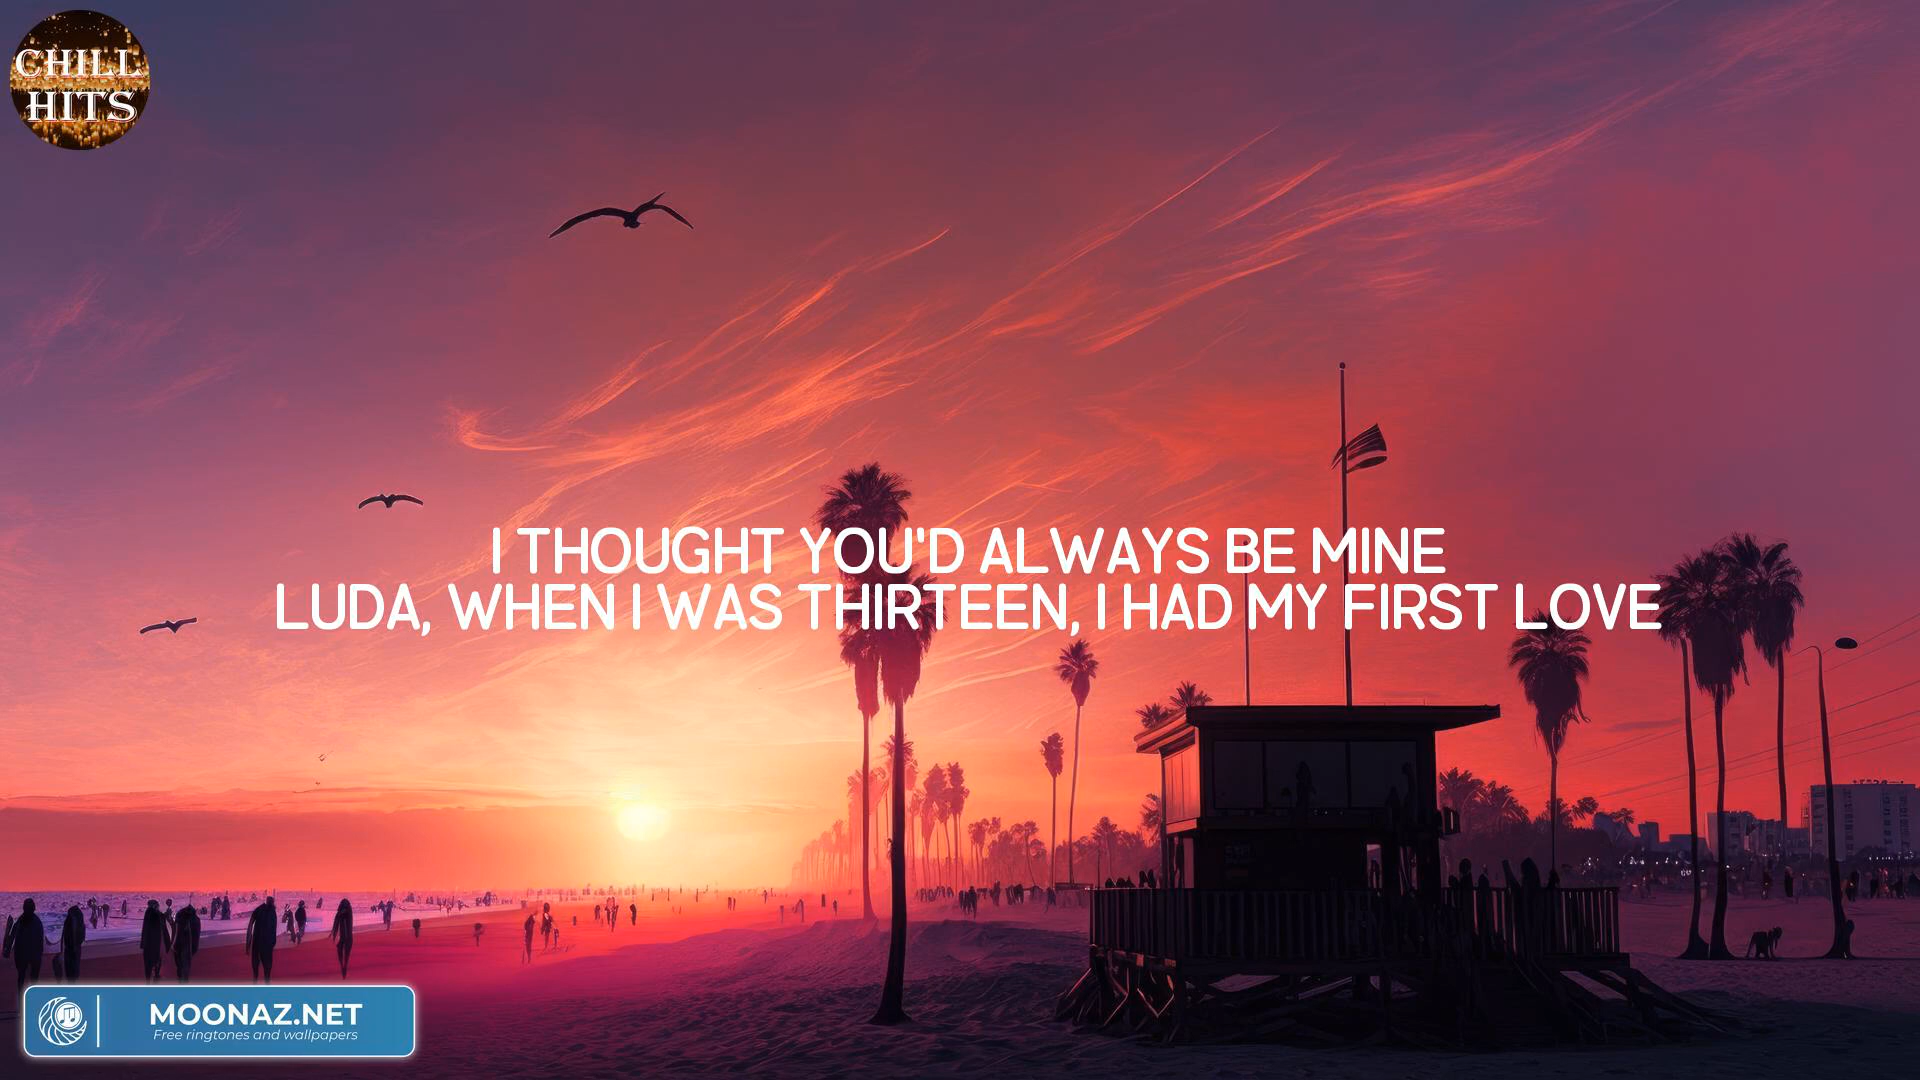 CHILL
HITS
I THOUGHT YOU'D ALWAYS BE MINE
LUDA, WHEN I WAS THIRTEEN, I HAD MY FIRST LOVE
MOONAZ.NET
Free ringtones and wallpapers